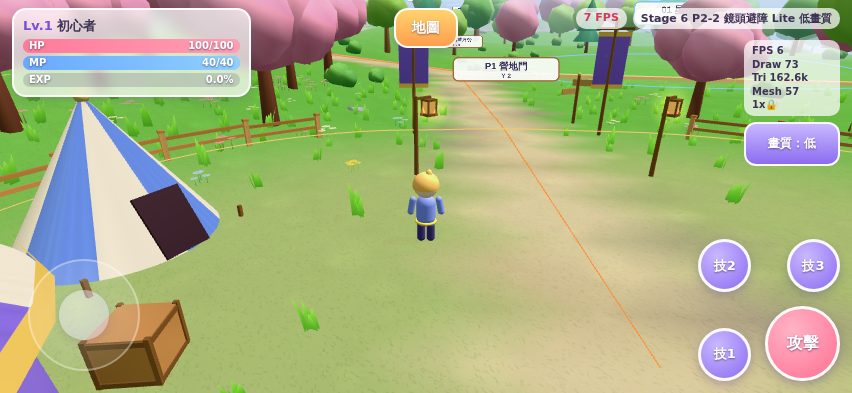 Lv.1 初心者
HP 100/100
MP 40/40
EXP 0.0%
地圖
7 FPS
Stage 6 P2-2 鏡頭避障 Lite 低畫質
FPS 6
Draw 73
Tri 162.6k
Mesh 57
1x🔒
畫質：低
P1 營地門
Y 2
技2
技3
技1
攻擊